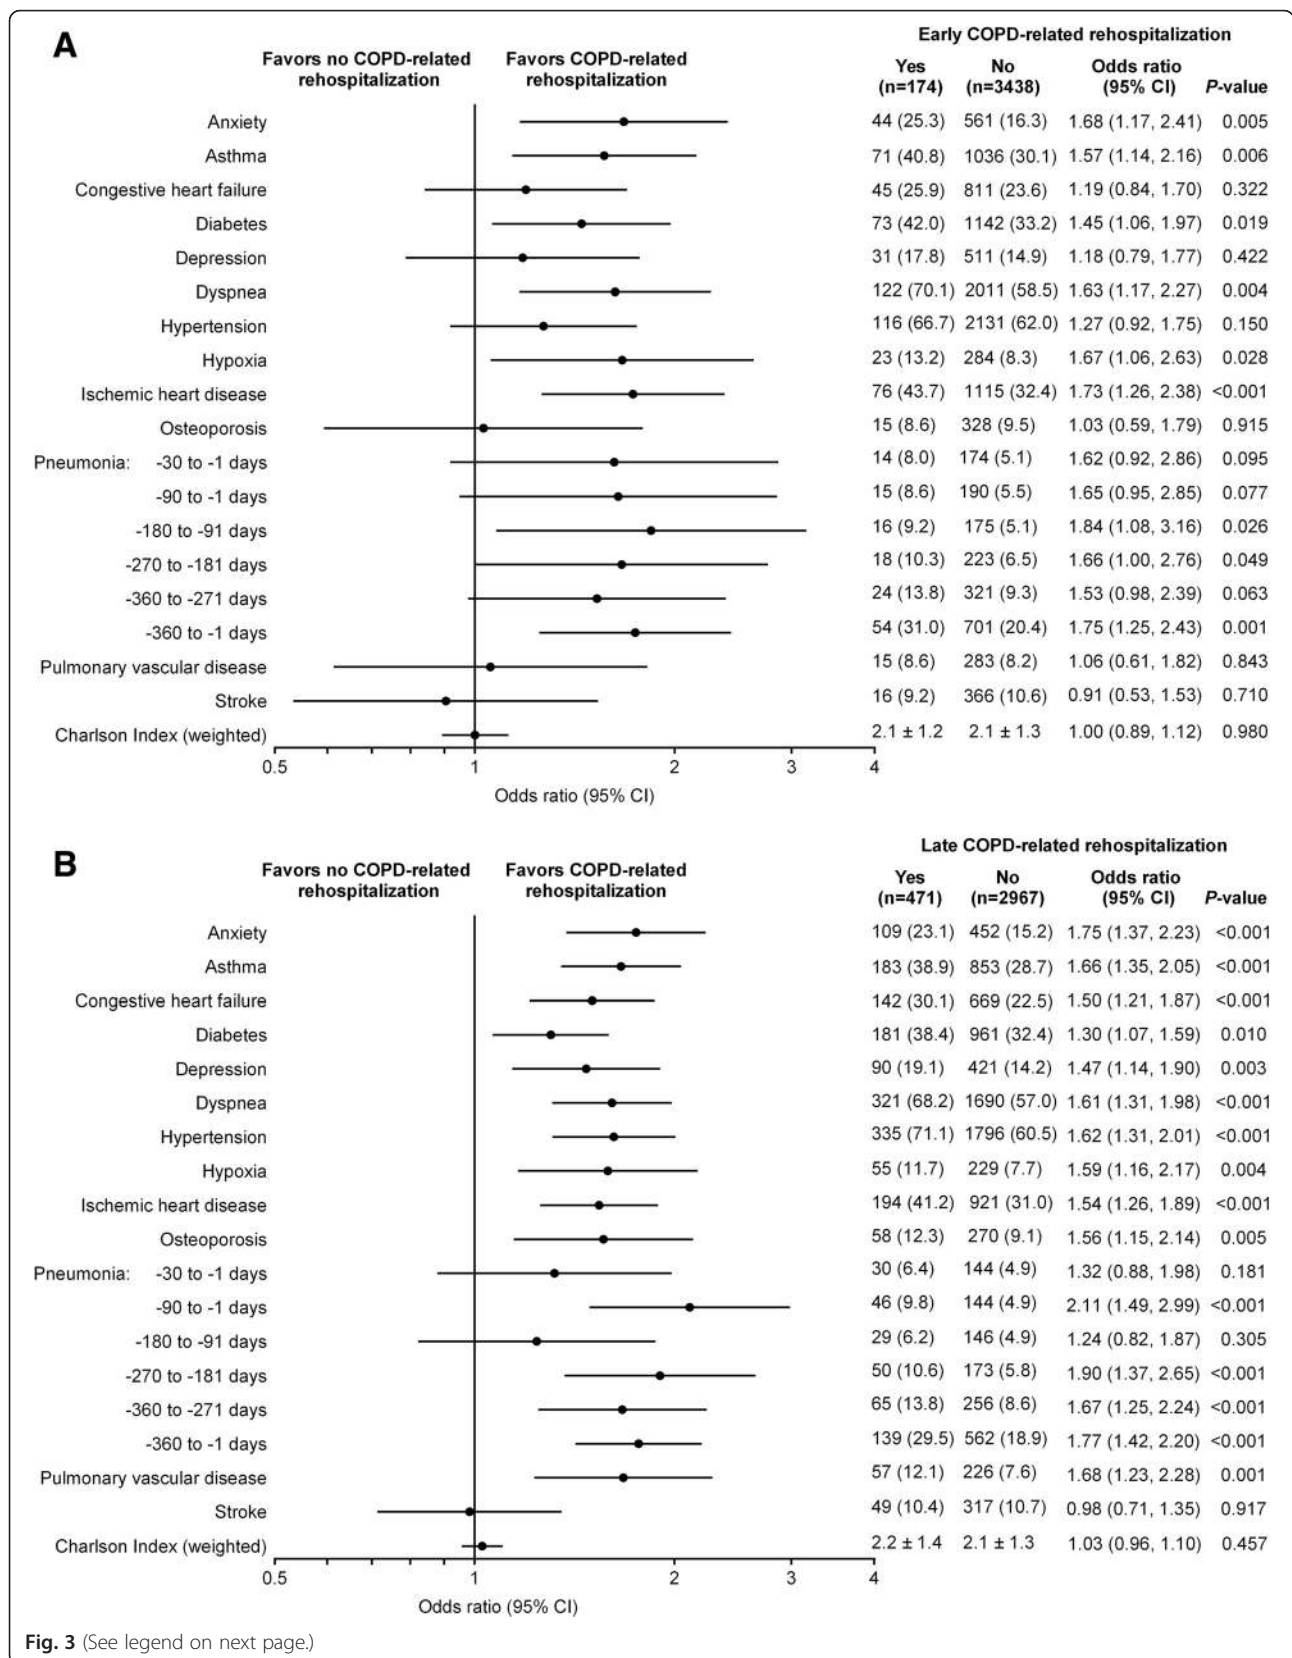 A
Early COPD-related rehospitalization
Favors no COPD-related rehospitalization Favors COPD-related rehospitalization Yes (n=174) No (n=3438) Odds ratio (95% CI) P-value
Anxiety 44 (25.3) 561 (16.3) 1.68 (1.17, 2.41) 0.005
Asthma 71 (40.8) 1036 (30.1) 1.57 (1.14, 2.16) 0.006
Congestive heart failure 45 (25.9) 811 (23.6) 1.19 (0.84, 1.70) 0.322
Diabetes 73 (42.0) 1142 (33.2) 1.45 (1.06, 1.97) 0.019
Depression 31 (17.8) 511 (14.9) 1.18 (0.79, 1.77) 0.422
Dyspnea 122 (70.1) 2011 (58.5) 1.63 (1.17, 2.27) 0.004
Hypertension 116 (66.7) 2131 (62.0) 1.27 (0.92, 1.75) 0.150
Hypoxia 23 (13.2) 284 (8.3) 1.67 (1.06, 2.63) 0.028
Ischemic heart disease 76 (43.7) 1115 (32.4) 1.73 (1.26, 2.38) <0.001
Osteoporosis 15 (8.6) 328 (9.5) 1.03 (0.59, 1.79) 0.915
Pneumonia: -30 to -1 days 14 (8.0) 174 (5.1) 1.62 (0.92, 2.86) 0.095
-90 to -1 days 15 (8.6) 190 (5.5) 1.65 (0.95, 2.85) 0.077
-180 to -91 days 16 (9.2) 175 (5.1) 1.84 (1.08, 3.16) 0.026
-270 to -181 days 18 (10.3) 223 (6.5) 1.66 (1.00, 2.76) 0.049
-360 to -271 days 24 (13.8) 321 (9.3) 1.53 (0.98, 2.39) 0.063
-360 to -1 days 54 (31.0) 701 (20.4) 1.75 (1.25, 2.43) 0.001
Pulmonary vascular disease 15 (8.6) 283 (8.2) 1.06 (0.61, 1.82) 0.843
Stroke 16 (9.2) 366 (10.6) 0.91 (0.53, 1.53) 0.710
Charlson Index (weighted) 2.1 ± 1.2 2.1 ± 1.3 1.00 (0.89, 1.12) 0.980
0.5 1 2 3 4
Odds ratio (95% CI)
B
Late COPD-related rehospitalization
Favors no COPD-related rehospitalization Favors COPD-related rehospitalization Yes (n=471) No (n=2967) Odds ratio (95% CI) P-value
Anxiety 109 (23.1) 452 (15.2) 1.75 (1.37, 2.23) <0.001
Asthma 183 (38.9) 853 (28.7) 1.66 (1.35, 2.05) <0.001
Congestive heart failure 142 (30.1) 669 (22.5) 1.50 (1.21, 1.87) <0.001
Diabetes 181 (38.4) 961 (32.4) 1.30 (1.07, 1.59) 0.010
Depression 90 (19.1) 421 (14.2) 1.47 (1.14, 1.90) 0.003
Dyspnea 321 (68.2) 1690 (57.0) 1.61 (1.31, 1.98) <0.001
Hypertension 335 (71.1) 1796 (60.5) 1.62 (1.31, 2.01) <0.001
Hypoxia 55 (11.7) 229 (7.7) 1.59 (1.16, 2.17) 0.004
Ischemic heart disease 194 (41.2) 921 (31.0) 1.54 (1.26, 1.89) <0.001
Osteoporosis 58 (12.3) 270 (9.1) 1.56 (1.15, 2.14) 0.005
Pneumonia: -30 to -1 days 30 (6.4) 144 (4.9) 1.32 (0.88, 1.98) 0.181
-90 to -1 days 46 (9.8) 144 (4.9) 2.11 (1.49, 2.99) <0.001
-180 to -91 days 29 (6.2) 146 (4.9) 1.24 (0.82, 1.87) 0.305
-270 to -181 days 50 (10.6) 173 (5.8) 1.90 (1.37, 2.65) <0.001
-360 to -271 days 65 (13.8) 256 (8.6) 1.67 (1.25, 2.24) <0.001
-360 to -1 days 139 (29.5) 562 (18.9) 1.77 (1.42, 2.20) <0.001
Pulmonary vascular disease 57 (12.1) 226 (7.6) 1.68 (1.23, 2.28) 0.001
Stroke 49 (10.4) 317 (10.7) 0.98 (0.71, 1.35) 0.917
Charlson Index (weighted) 2.2 ± 1.4 2.1 ± 1.3 1.03 (0.96, 1.10) 0.457
0.5 1 2 3 4
Odds ratio (95% CI)
Fig. 3 (See legend on next page.)